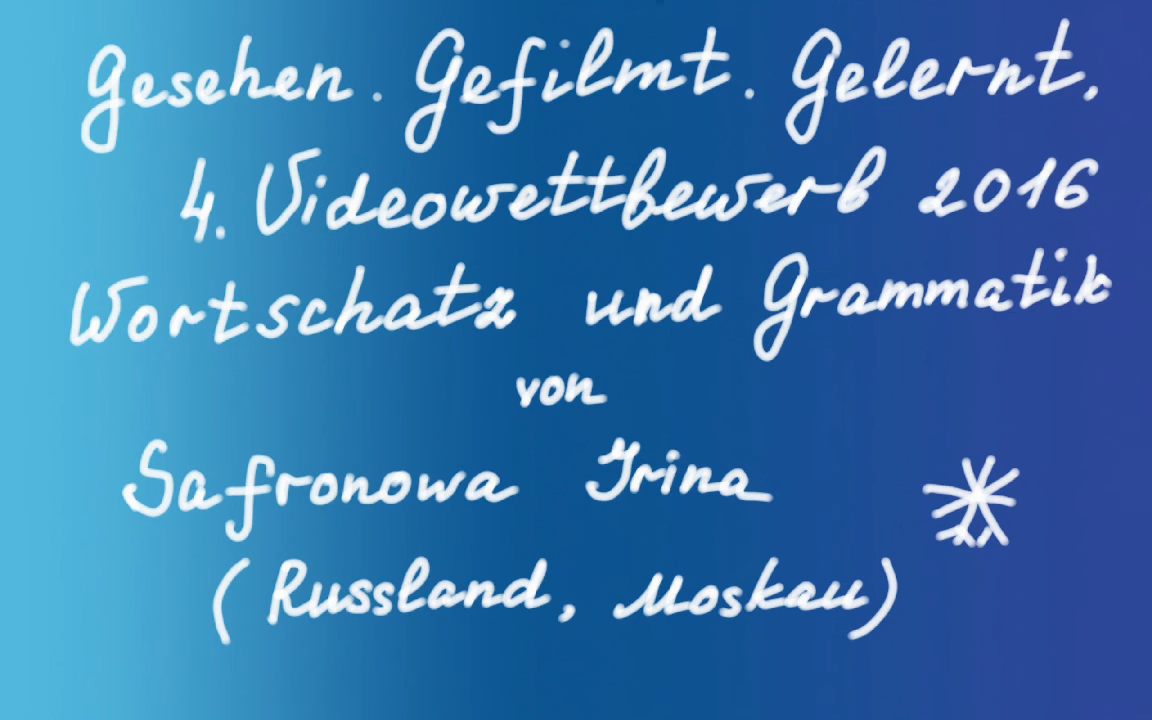 Gesehen. Gefilmt. Gelernt.
4. Videowettbewerb 2016
Wortschatz und Grammatik
von
Safronowa Irina
(Russland, Moskau)